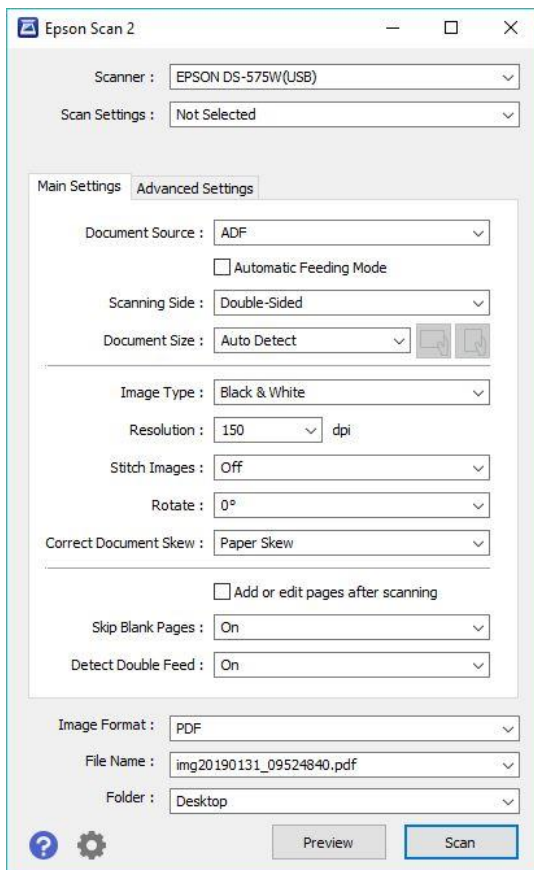 Epson Scan 2
Scanner : EPSON DS-575W(USB)
Scan Settings : Not Selected
Main Settings Advanced Settings
Document Source : ADF
Automatic Feeding Mode
Scanning Side : Double-Sided
Document Size : Auto Detect
Image Type : Black & White
Resolution : 150 dpi
Stitch Images : Off
Rotate : 0°
Correct Document Skew : Paper Skew
Add or edit pages after scanning
Skip Blank Pages : On
Detect Double Feed : On
Image Format : PDF
File Name : img20190131_09524840.pdf
Folder : Desktop
? Preview Scan